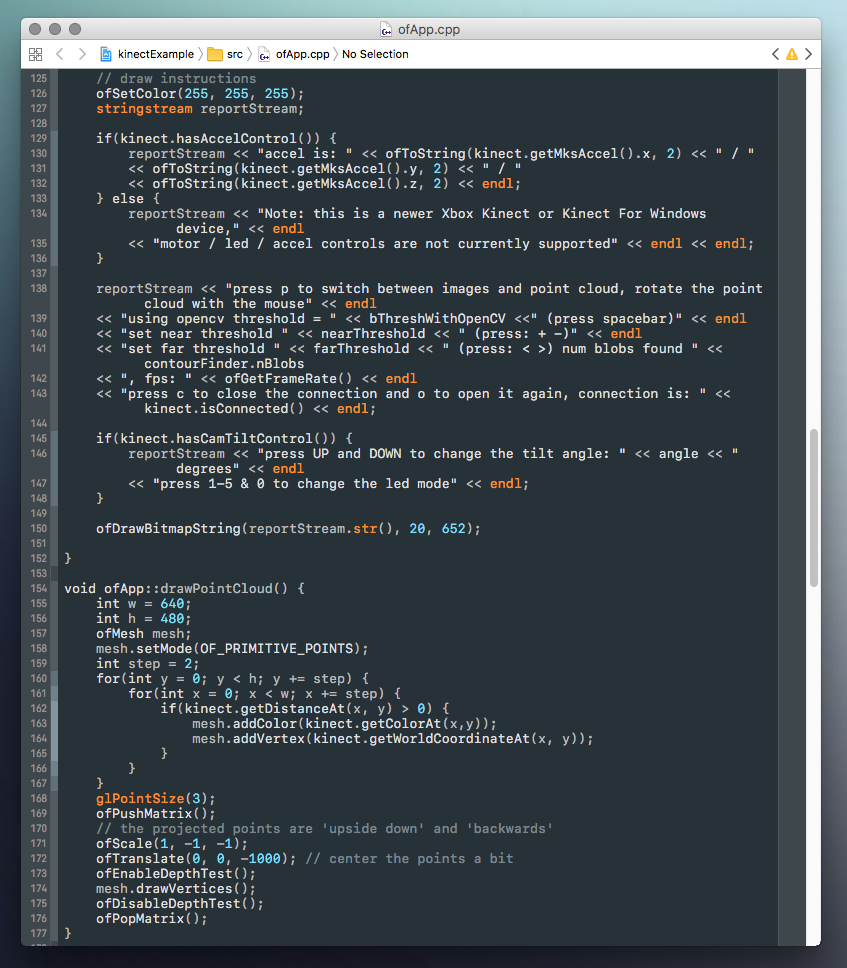 ofApp.cpp
kinectExample
src
ofApp.cpp
No Selection
125 // draw instructions
126 ofSetColor(255, 255, 255);
127 stringstream reportStream;
128
129 if(kinect.hasAccelControl()) {
130 reportStream << "accel is: " << ofToString(kinect.getMksAccel().x, 2) << " / "
131 << ofToString(kinect.getMksAccel().y, 2) << " / "
132 << ofToString(kinect.getMksAccel().z, 2) << endl;
133 } else {
134 reportStream << "Note: this is a newer Xbox Kinect or Kinect For Windows
device," << endl
135 << "motor / led / accel controls are not currently supported" << endl << endl;
136 }
137
138 reportStream << "press p to switch between images and point cloud, rotate the point
cloud with the mouse" << endl
139 << "using opencv threshold = " << bThreshWithOpenCV <<" (press spacebar)" << endl
140 << "set near threshold " << nearThreshold << " (press: + -)" << endl
141 << "set far threshold " << farThreshold << " (press: < >) num blobs found " <<
contourFinder.nBlobs
142 << ", fps: " << ofGetFrameRate() << endl
143 << "press c to close the connection and o to open it again, connection is: " <<
kinect.isConnected() << endl;
144
145 if(kinect.hasCamTiltControl()) {
146 reportStream << "press UP and DOWN to change the tilt angle: " << angle << "
degrees" << endl
147 << "press 1-5 & 0 to change the led mode" << endl;
148 }
149
150 ofDrawBitmapString(reportStream.str(), 20, 652);
151
152 }
153
154 void ofApp::drawPointCloud() {
155 int w = 640;
156 int h = 480;
157 ofMesh mesh;
158 mesh.setMode(OF_PRIMITIVE_POINTS);
159 int step = 2;
160 for(int y = 0; y < h; y += step) {
161 for(int x = 0; x < w; x += step) {
162 if(kinect.getDistanceAt(x, y) > 0) {
163 mesh.addColor(kinect.getColorAt(x,y));
164 mesh.addVertex(kinect.getWorldCoordinateAt(x, y));
165 }
166 }
167 }
168 glPointSize(3);
169 ofPushMatrix();
170 // the projected points are 'upside down' and 'backwards'
171 ofScale(1, -1, -1);
172 ofTranslate(0, 0, -1000); // center the points a bit
173 ofEnableDepthTest();
174 mesh.drawVertices();
175 ofDisableDepthTest();
176 ofPopMatrix();
177 }